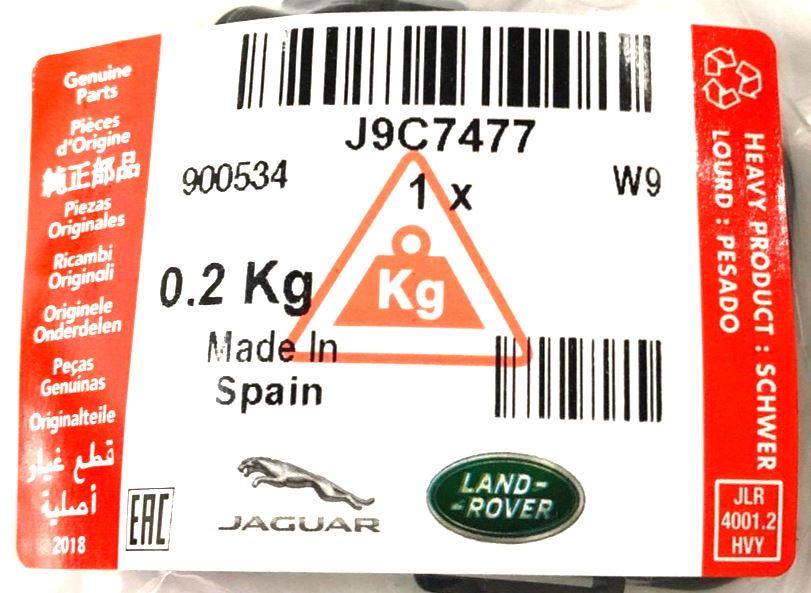 Genuine
Parts
Pièces
d'Origine
純正部品
Piezas
Originales
Ricambi
Originali
Originele
Onderdelen
Peças
Genuinas
Originalteile
قطع غيار
أصلية
2018
J9C7477
900534
1 x
W9
Kg
0.2 Kg
Made In
Spain
EAC
JAGUAR
LAND-
-ROVER
HEAVY PRODUCT : SCHWER
LOURD : PESADO
JLR
4001.2
HVY